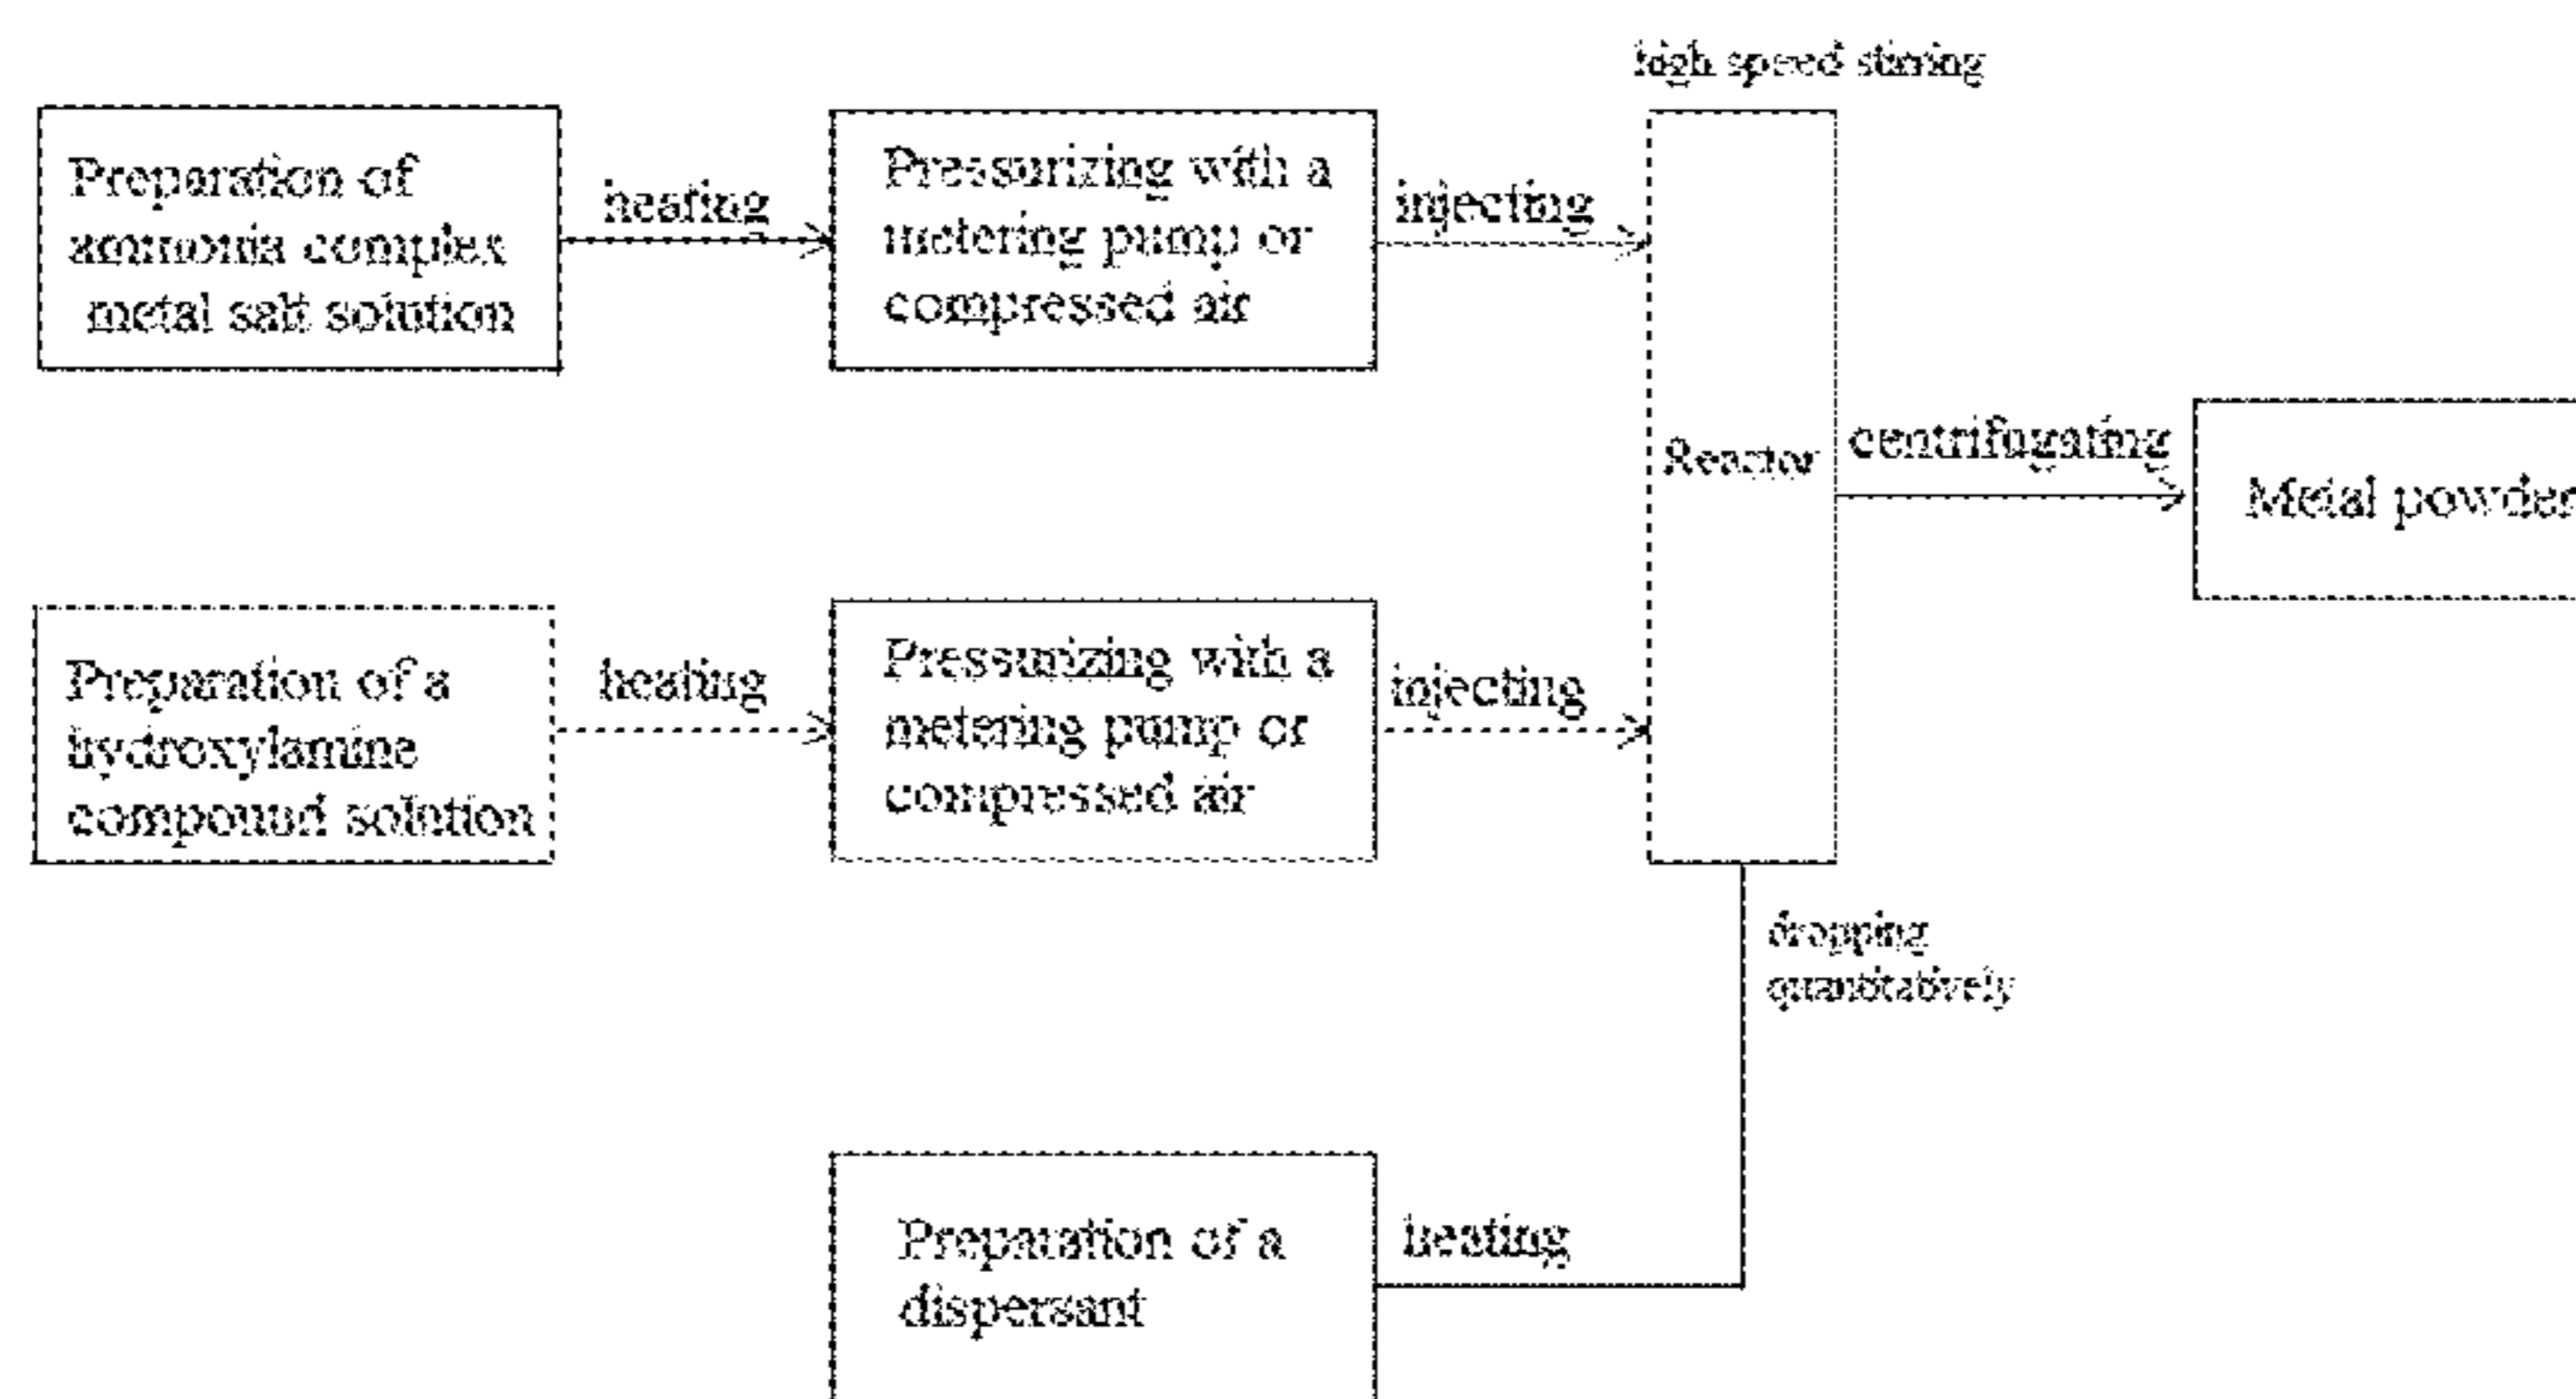 high speed stirring
Preparation of
ammonia complex
metal salt solution
heating
Pressurizing with a
metering pump or
compressed air
injecting
Reactor
centrifugating
Metal powder
Preparation of a
hydroxylamine
compound solution
heating
Pressurizing with a
metering pump or
compressed air
injecting
dropping
quantitatively
Preparation of a
dispersant
heating